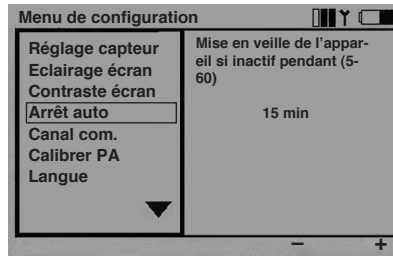 Menu de configuration
Réglage capteur
Eclairage écran
Contraste écran
Arrêt auto
Canal com.
Calibrer PA
Langue
Mise en veille de l'appar-
eil si inactif pendant (5-
60)
15 min
− +